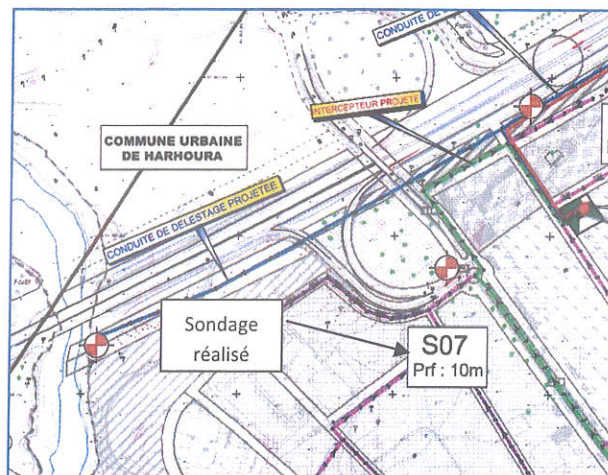 CONDUITE DE
INTERCEPTEUR PROJETE
COMMUNE URBAINE
DE HARHOURA
CONDUITE DE DELESTAGE PROJETEE
Sondage
réalisé
S07
Prf : 10m